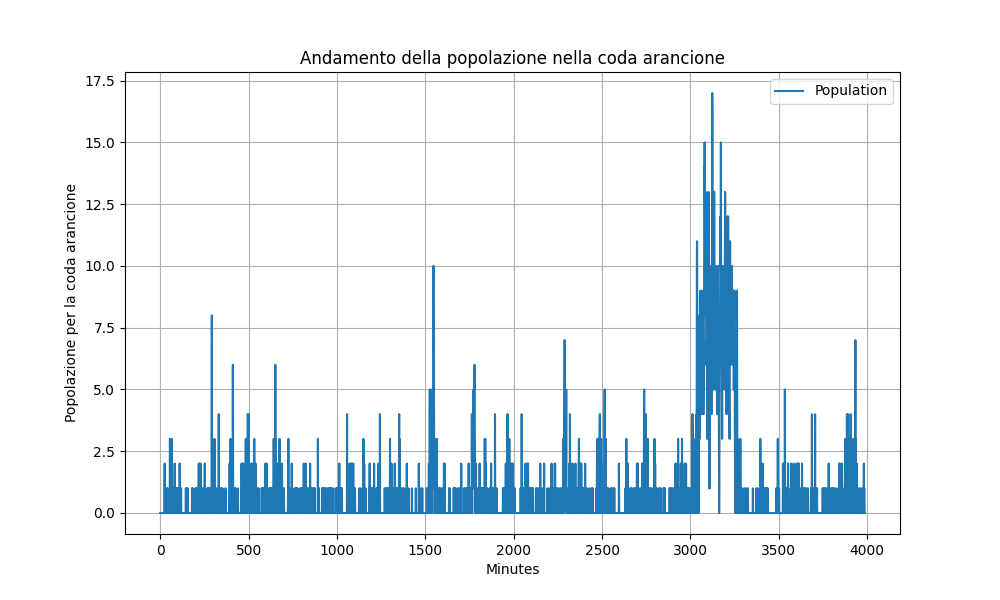 Andamento della popolazione nella coda arancione
Population
Popolazione per la coda arancione
17.5
15.0
12.5
10.0
7.5
5.0
2.5
0.0
0 500 1000 1500 2000 2500 3000 3500 4000
Minutes